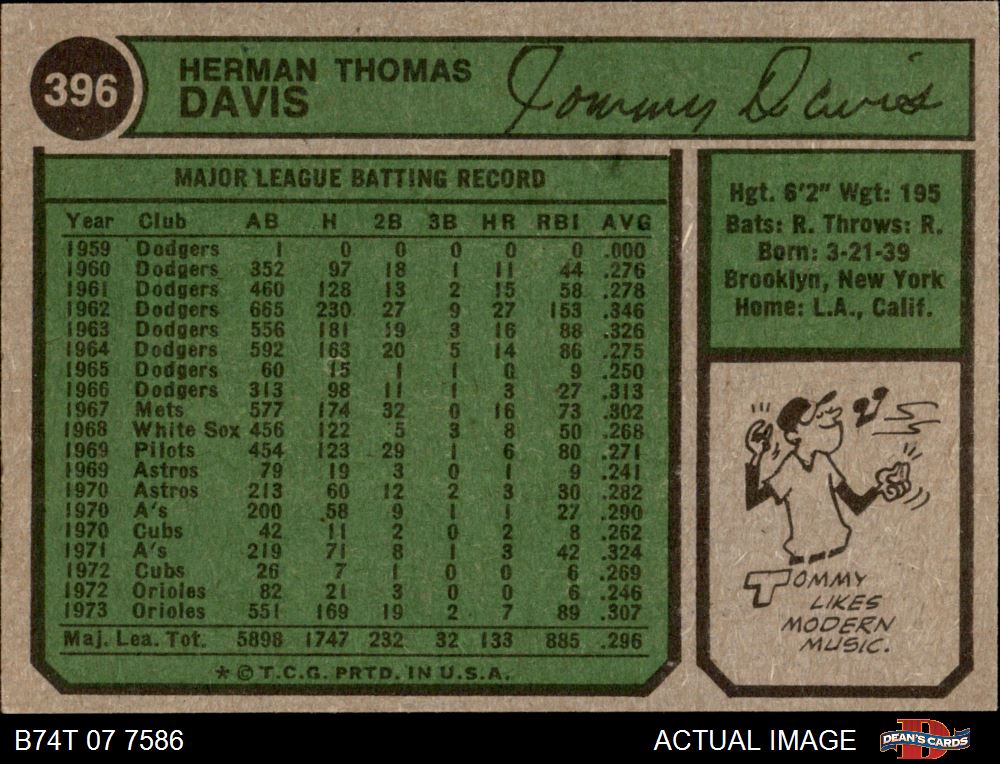 396
HERMAN THOMAS
DAVIS
Tommy Davis
MAJOR LEAGUE BATTING RECORD
Year Club AB H 2B 3B HR RBI AVG
1959 Dodgers 1 0 0 0 0 0 .000
1960 Dodgers 352 97 18 1 11 44 .276
1961 Dodgers 460 128 13 2 15 58 .278
1962 Dodgers 665 230 27 9 27 153 .346
1963 Dodgers 556 181 19 3 16 88 .326
1964 Dodgers 592 163 20 5 14 86 .275
1965 Dodgers 60 15 1 1 0 9 .250
1966 Dodgers 313 98 11 1 3 27 .313
1967 Mets 577 174 32 0 16 73 .302
1968 White Sox 456 122 5 3 8 50 .268
1969 Pilots 454 123 29 1 6 80 .271
1969 Astros 79 19 3 0 1 9 .241
1970 Astros 213 60 12 2 3 30 .282
1970 A's 200 58 9 1 1 27 .290
1970 Cubs 42 11 2 0 2 8 .262
1971 A's 219 71 8 1 3 42 .324
1972 Cubs 26 7 1 0 0 6 .269
1972 Orioles 82 21 3 0 0 6 .246
1973 Orioles 551 169 19 2 7 89 .307
Maj. Lea. Tot. 5898 1747 232 32 133 885 .296
* © T.C.G. PRTD. IN U.S.A.
Hgt. 6'2" Wgt: 195
Bats: R. Throws: R.
Born: 3-21-39
Brooklyn, New York
Home: L.A., Calif.
TOMMY
LIKES
MODERN
MUSIC.
B74T 07 7586
ACTUAL IMAGE
D
DEAN'S CARDS